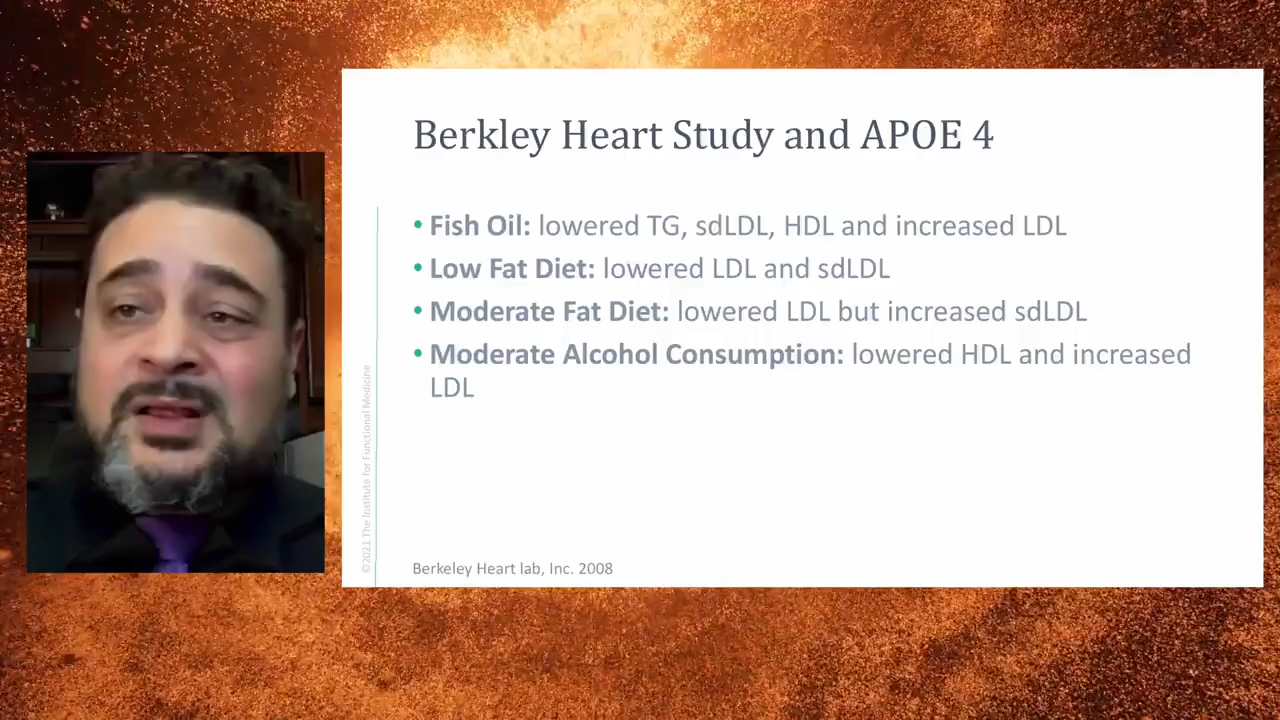 Berkley Heart Study and APOE 4
• Fish Oil: lowered TG, sdLDL, HDL and increased LDL
• Low Fat Diet: lowered LDL and sdLDL
• Moderate Fat Diet: lowered LDL but increased sdLDL
• Moderate Alcohol Consumption: lowered HDL and increased
LDL
©2021 The Institute for Functional Medicine
Berkeley Heart lab, Inc. 2008